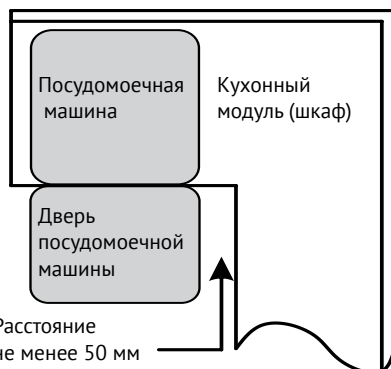 Посудомоечная
машина
Кухонный
модуль (шкаф)
Дверь
посудомоечной
машины
Расстояние
не менее 50 мм